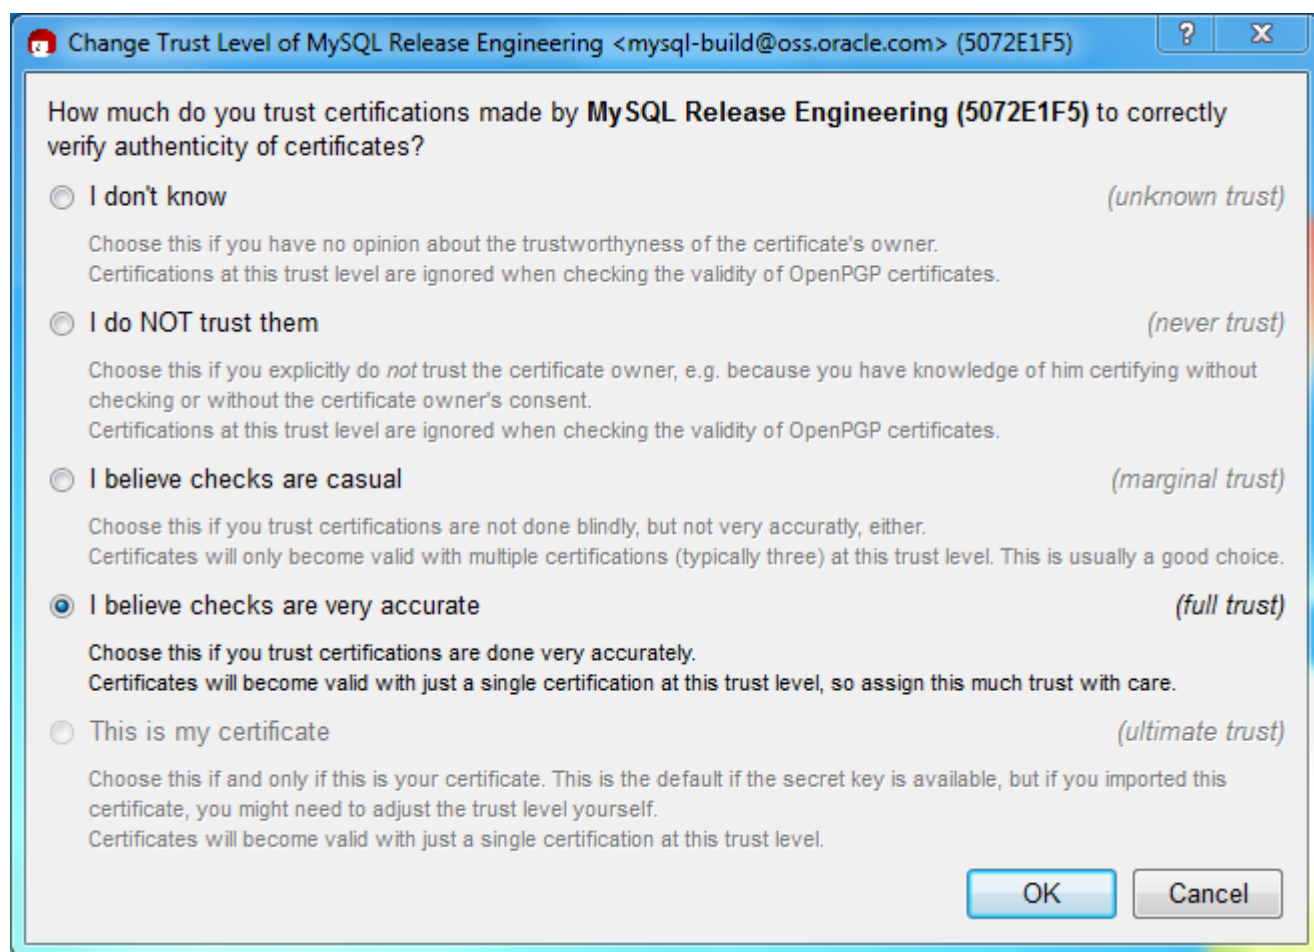 Change Trust Level of MySQL Release Engineering <mysql-build@oss.oracle.com> (5072E1F5)
How much do you trust certifications made by MySQL Release Engineering (5072E1F5) to correctly
verify authenticity of certificates?
I don't know (unknown trust)
Choose this if you have no opinion about the trustworthyness of the certificate's owner.
Certifications at this trust level are ignored when checking the validity of OpenPGP certificates.
I do NOT trust them (never trust)
Choose this if you explicitly do not trust the certificate owner, e.g. because you have knowledge of him certifying without
checking or without the certificate owner's consent.
Certifications at this trust level are ignored when checking the validity of OpenPGP certificates.
I believe checks are casual (marginal trust)
Choose this if you trust certifications are not done blindly, but not very accuratly, either.
Certificates will only become valid with multiple certifications (typically three) at this trust level. This is usually a good choice.
I believe checks are very accurate (full trust)
Choose this if you trust certifications are done very accurately.
Certificates will become valid with just a single certification at this trust level, so assign this much trust with care.
This is my certificate (ultimate trust)
Choose this if and only if this is your certificate. This is the default if the secret key is available, but if you imported this
certificate, you might need to adjust the trust level yourself.
Certificates will become valid with just a single certification at this trust level.
OK Cancel